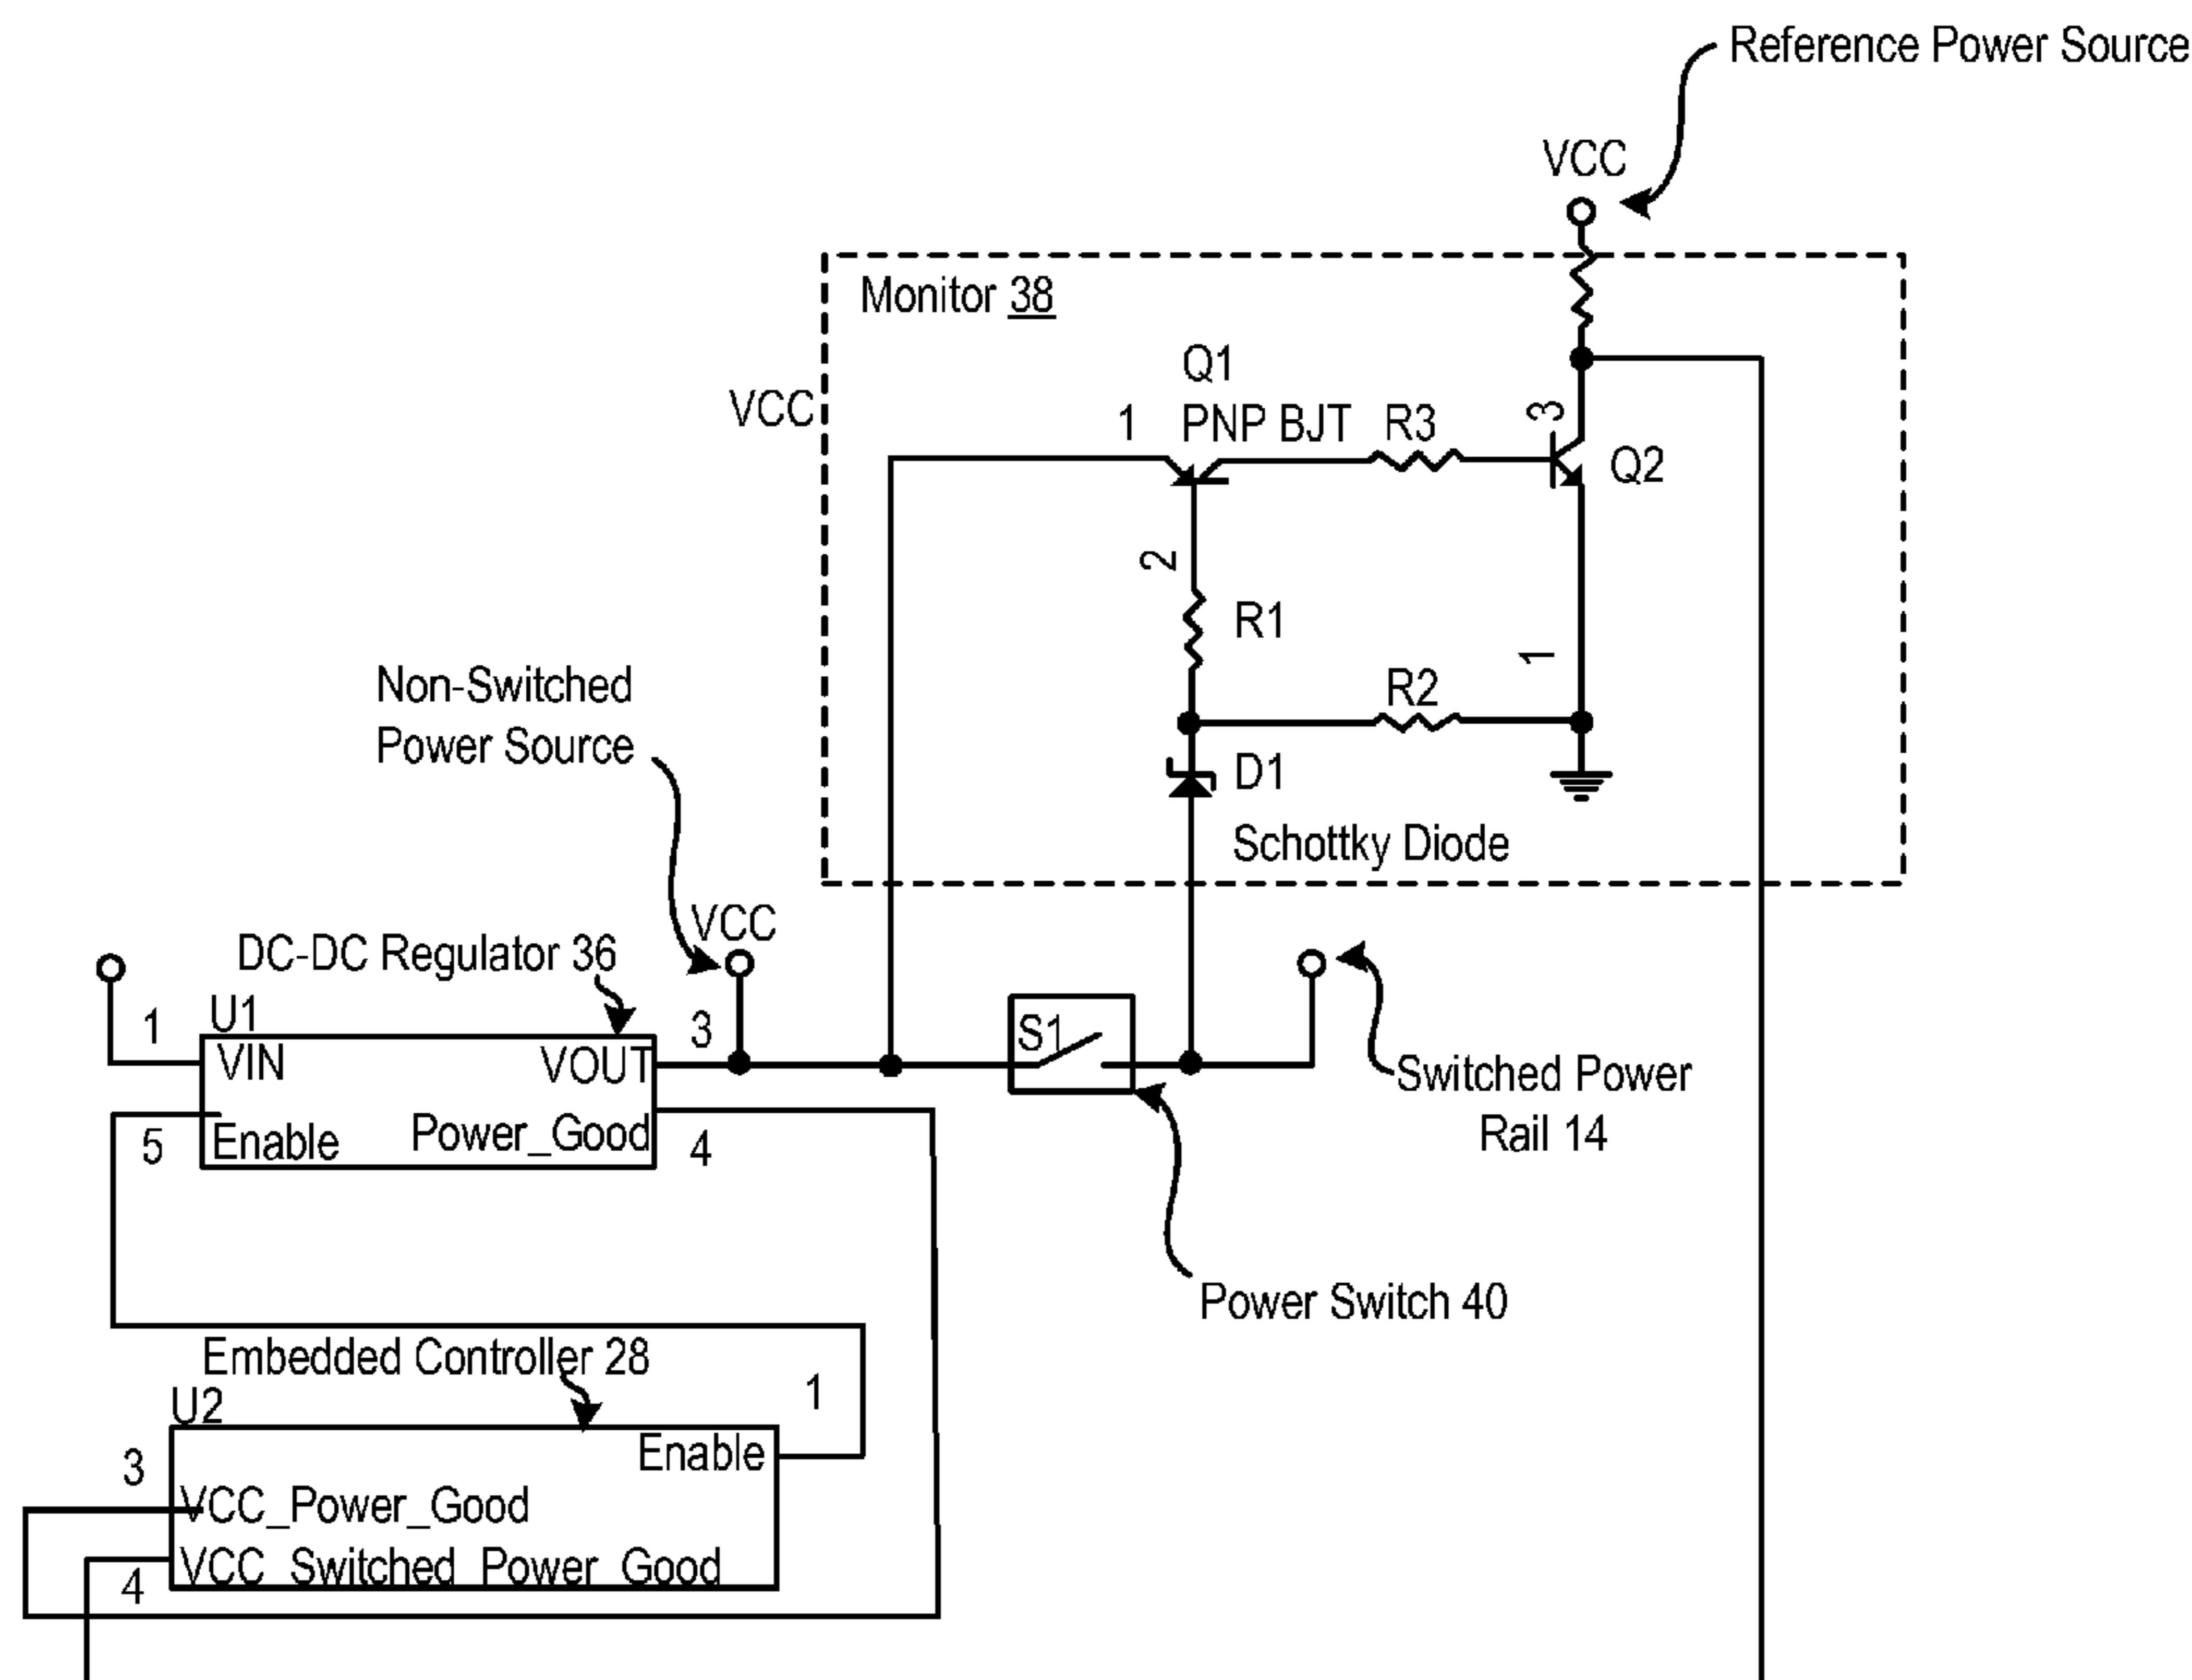 Reference Power Source
VCC
Monitor 38
Q1
VCC
1
PNP BJT
R3
3
Q2
2
R1
1
R2
Non-Switched
Power Source
D1
Schottky Diode
VCC
DC-DC Regulator 36
1
U1
3
S1
VIN
VOUT
Switched Power
Rail 14
5
Enable
Power_Good
4
Power Switch 40
Embedded Controller 28
1
U2
3
Enable
VCC_Power_Good
4
VCC_Switched_Power_Good